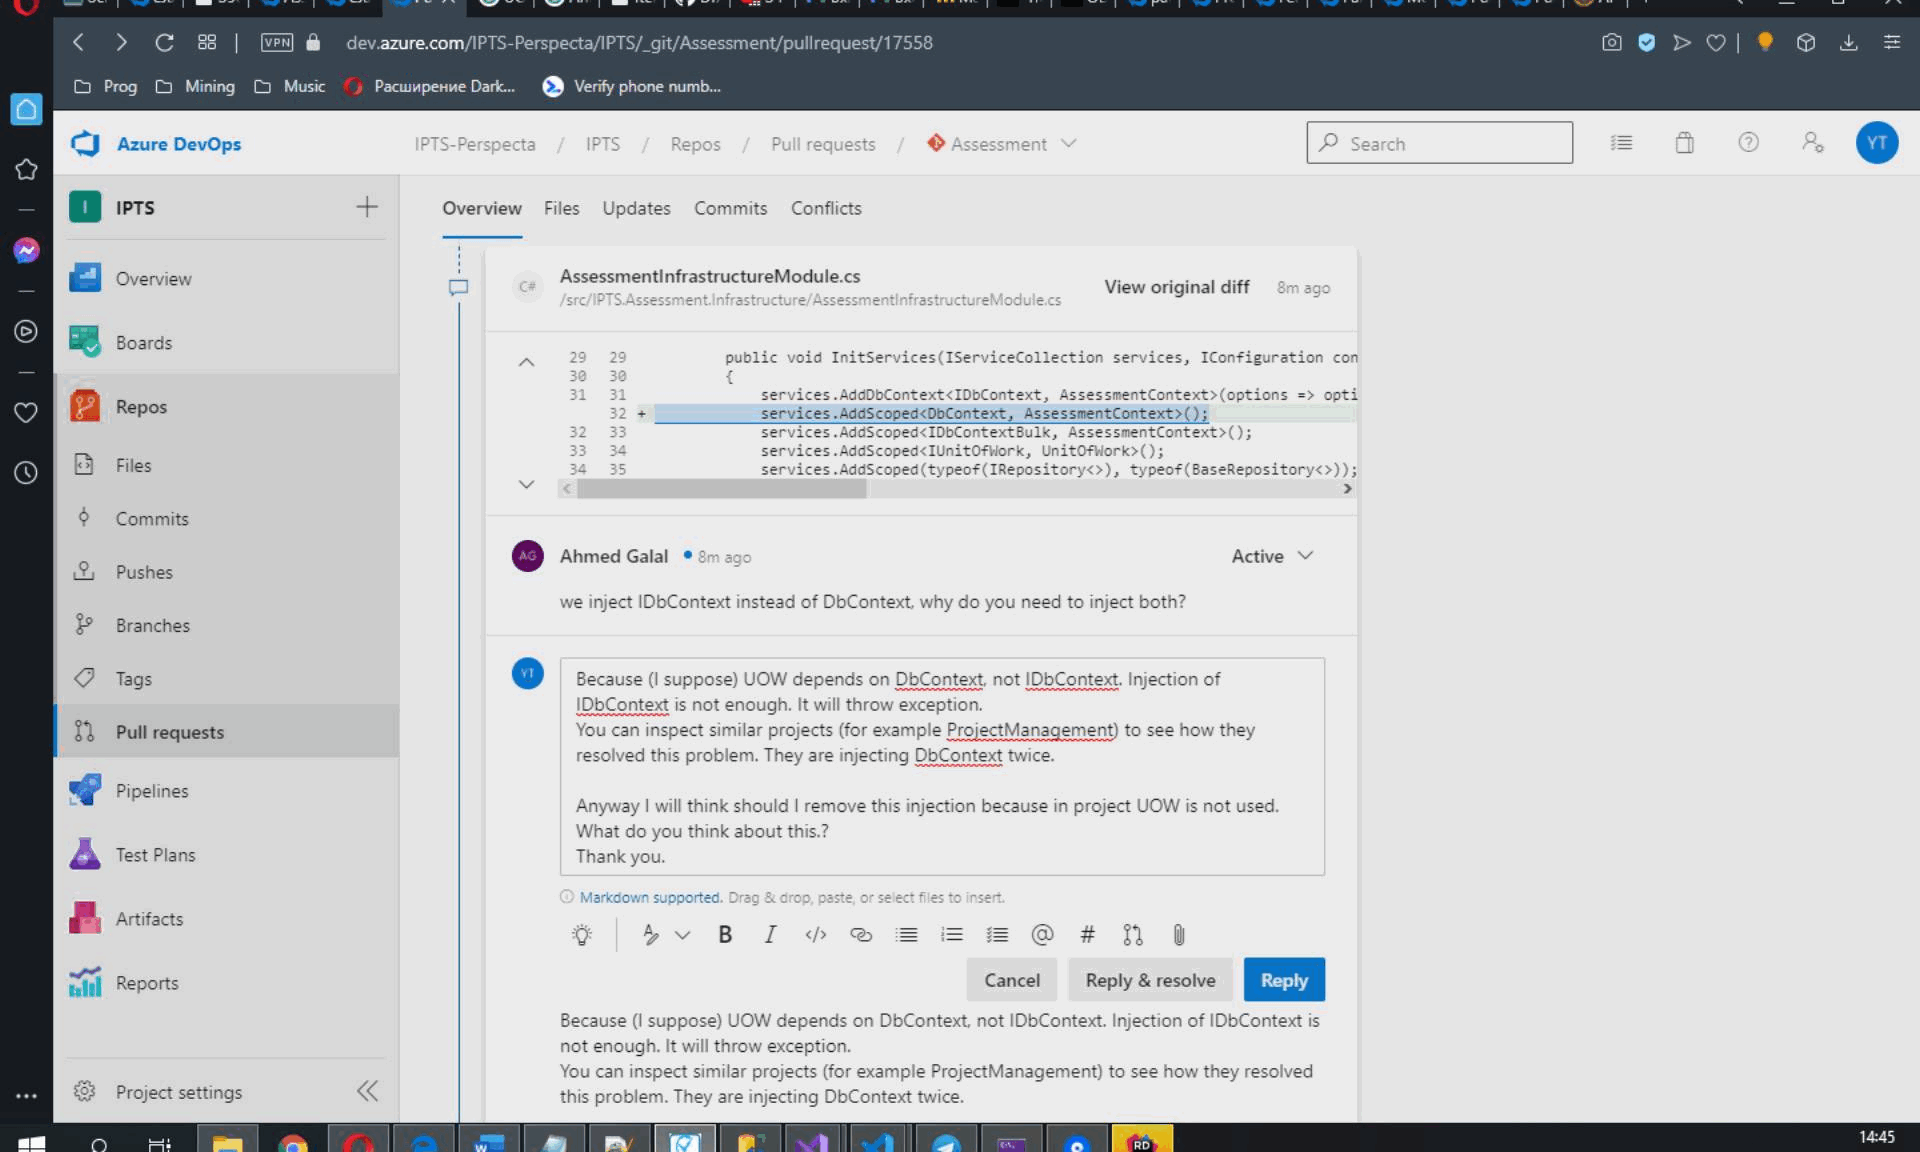 VPN
dev.azure.com/IPTS-Perspecta/IPTS/_git/Assessment/pullrequest/17558
Prog
Mining
Music
Расширение Dark...
Verify phone numb...
Azure DevOps
IPTS-Perspecta / IPTS / Repos / Pull requests / Assessment
Search
YT
I
IPTS
Overview
Boards
Repos
Files
Commits
Pushes
Branches
Tags
Pull requests
Pipelines
Test Plans
Artifacts
Reports
Project settings
Overview Files Updates Commits Conflicts
C#
AssessmentInfrastructureModule.cs
/src/IPTS.Assessment.Infrastructure/AssessmentInfrastructureModule.cs
View original diff
8m ago
29 29 public void InitServices(IServiceCollection services, IConfiguration con
30 30 {
31 31 services.AddDbContext<IDbContext, AssessmentContext>(options => opti
32 + services.AddScoped<DbContext, AssessmentContext>();
32 33 services.AddScoped<IDbContextBulk, AssessmentContext>();
33 34 services.AddScoped<IUnitOfWork, UnitOfWork>();
34 35 services.AddScoped(typeof(IRepository<>), typeof(BaseRepository<>));
AG
Ahmed Galal
8m ago
Active
we inject IDbContext instead of DbContext, why do you need to inject both?
YT
Because (I suppose) UOW depends on DbContext, not IDbContext. Injection of
IDbContext is not enough. It will throw exception.
You can inspect similar projects (for example ProjectManagement) to see how they
resolved this problem. They are injecting DbContext twice.
Anyway I will think should I remove this injection because in project UOW is not used.
What do you think about this.?
Thank you.
Markdown supported. Drag & drop, paste, or select files to insert.
B I </> @ #
Cancel
Reply & resolve
Reply
Because (I suppose) UOW depends on DbContext, not IDbContext. Injection of IDbContext is
not enough. It will throw exception.
You can inspect similar projects (for example ProjectManagement) to see how they resolved
this problem. They are injecting DbContext twice.
RD
14:45